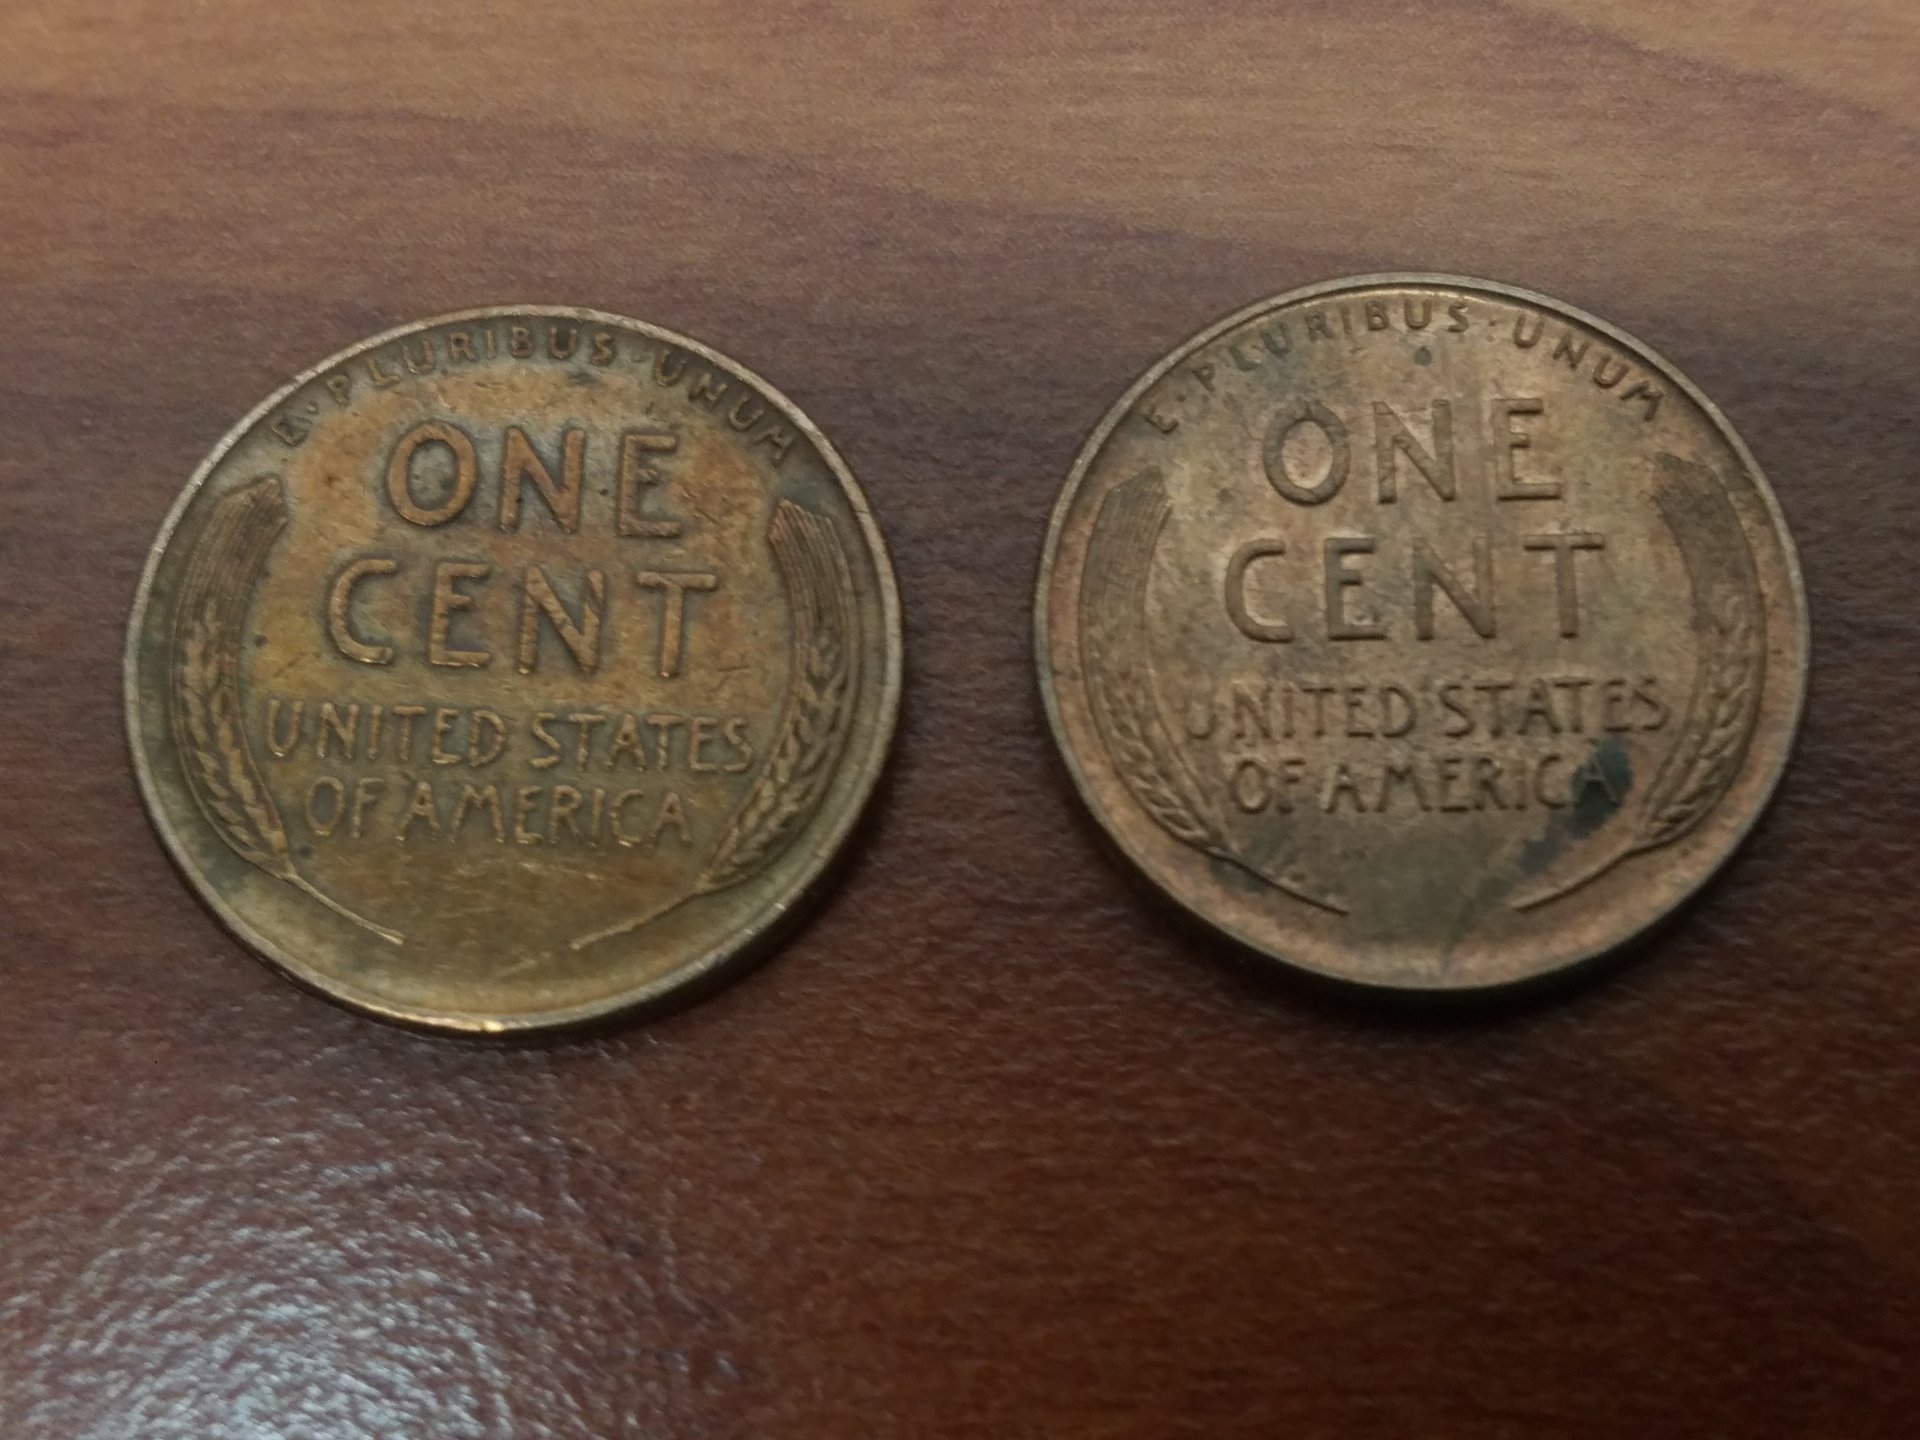 E · PLURIBUS · UNUM
ONE
CENT
UNITED STATES
OF AMERICA
E · PLURIBUS · UNUM
ONE
CENT
UNITED STATES
OF AMERICA